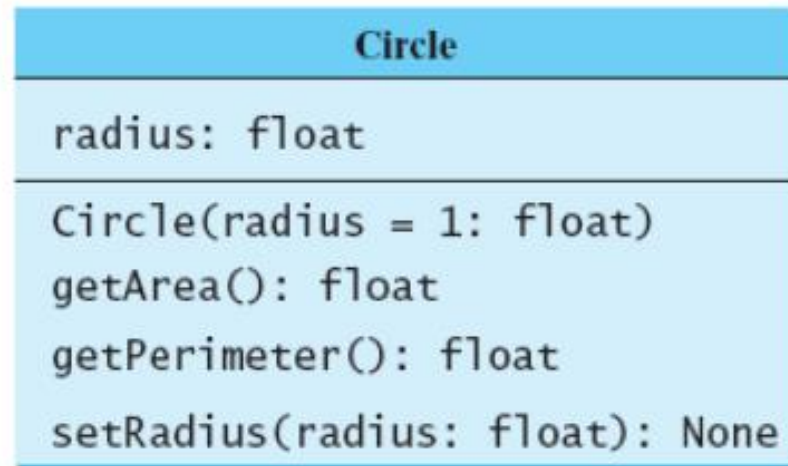 Circle
radius: float
Circle(radius = 1: float)
getArea(): float
getPerimeter(): float
setRadius(radius: float): None